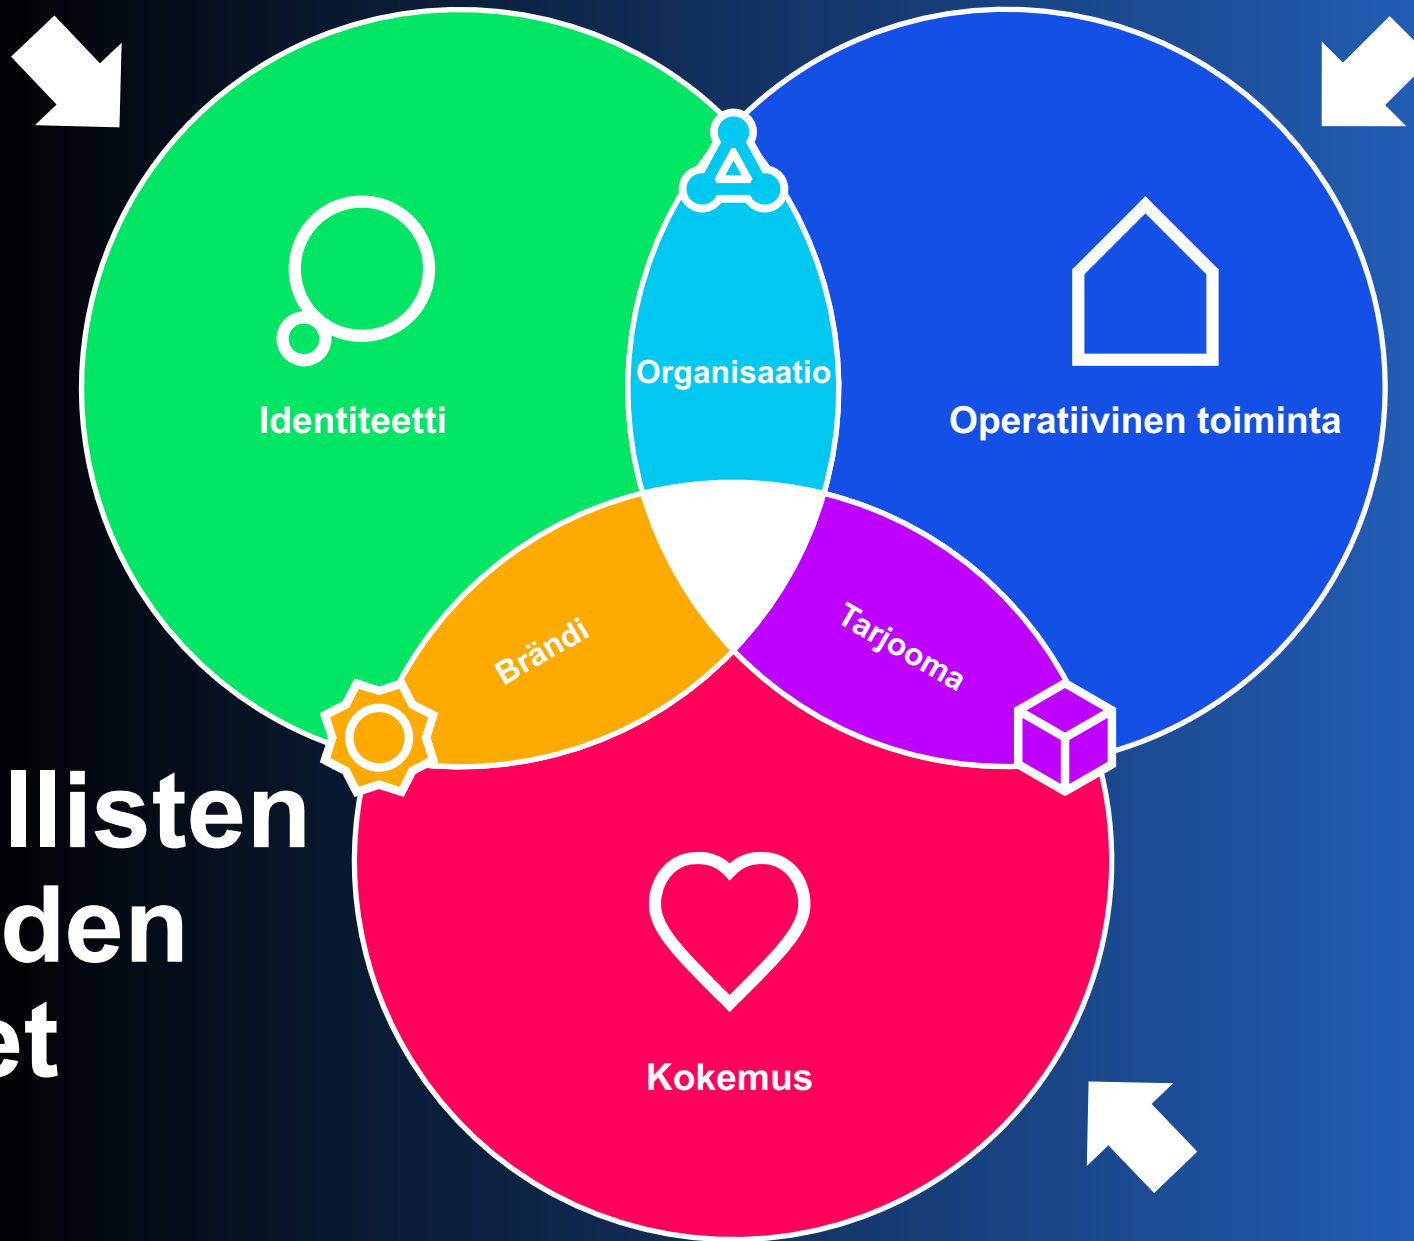 Organisaatio
Identiteetti
Operatiivinen toiminta
Brändi
Tarjooma
llisten
den
et
Kokemus